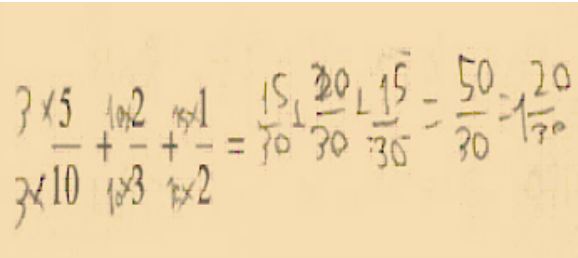 3×5/3×10 + 10×2/10×3 + 15×1/15×2 = 15/30 + 20/30 + 15/30 = 50/30 = 1 20/30